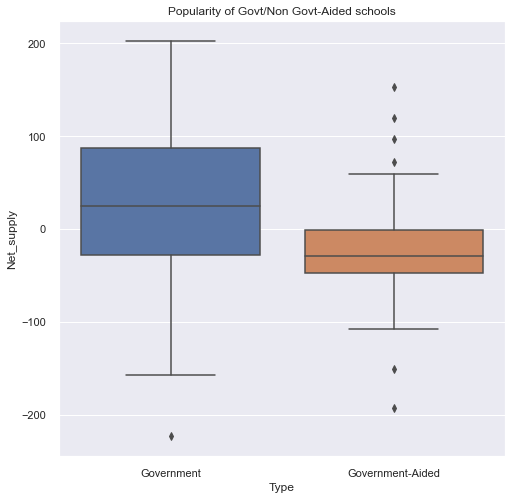 Popularity of Govt/Non Govt-Aided schools
200
100
0
−100
−200
Net_supply
Government
Government-Aided
Type